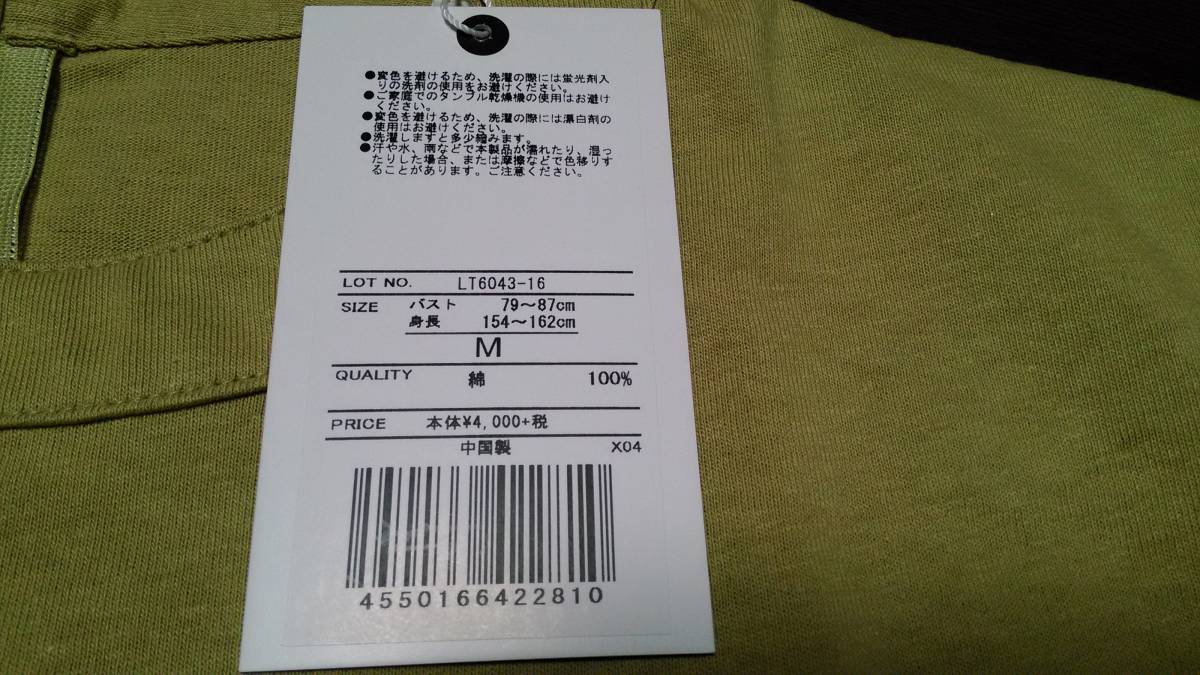 ●変色を避けるため、洗濯の際には蛍光剤入
りの洗剤の使用をお避けください。
●ご家庭でのタンブル乾燥機の使用はお避け
ください。
●変色を避けるため、洗濯の際には漂白剤の
使用はお避けください。
●洗濯しますと多少縮みます。
●汗や水、雨などで本製品が濡れたり、湿っ
たりした場合、または摩擦などで色移りす
ることがあります。ご注意ください。
LOT NO. LT6043-16
SIZE バスト 79〜87cm
身長 154〜162cm
M
QUALITY 綿 100%
PRICE 本体¥4,000+税
中国製 X04
4550166422810